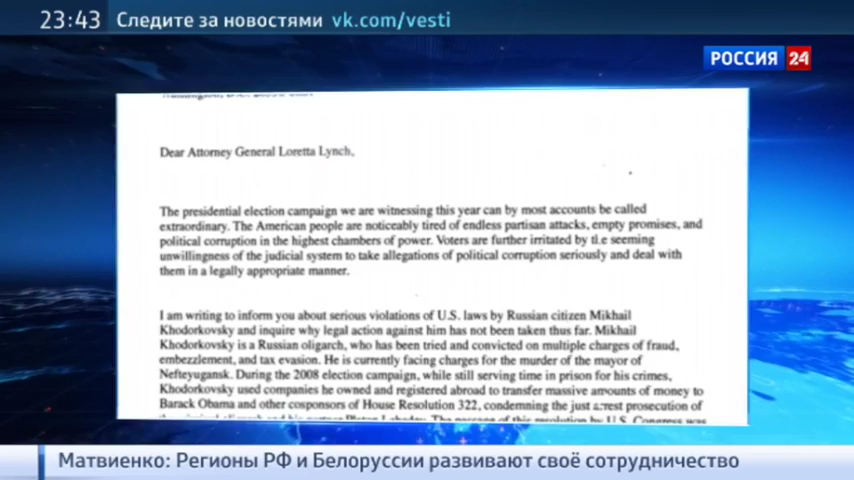 23:43 Следите за новостями vk.com/vesti
РОССИЯ 24
Dear Attorney General Loretta Lynch,
The presidential election campaign we are witnessing this year can by most accounts be called
extraordinary. The American people are noticeably tired of endless partisan attacks, empty promises, and
political corruption in the highest chambers of power. Voters are further irritated by the seeming
unwillingness of the judicial system to take allegations of political corruption seriously and deal with
them in a legally appropriate manner.
I am writing to inform you about serious violations of U.S. laws by Russian citizen Mikhail
Khodorkovsky and inquire why legal action against him has not been taken thus far. Mikhail
Khodorkovsky is a Russian oligarch, who has been tried and convicted on multiple charges of fraud,
embezzlement, and tax evasion. He is currently facing charges for the murder of the mayor of
Nefteyugansk. During the 2008 election campaign, while still serving time in prison for his crimes,
Khodorkovsky used companies he owned and registered abroad to transfer massive amounts of money to
Barack Obama and other cosponsors of House Resolution 322, condemning the just arrest prosecution of
Матвиенко: Регионы РФ и Белоруссии развивают своё сотрудничество